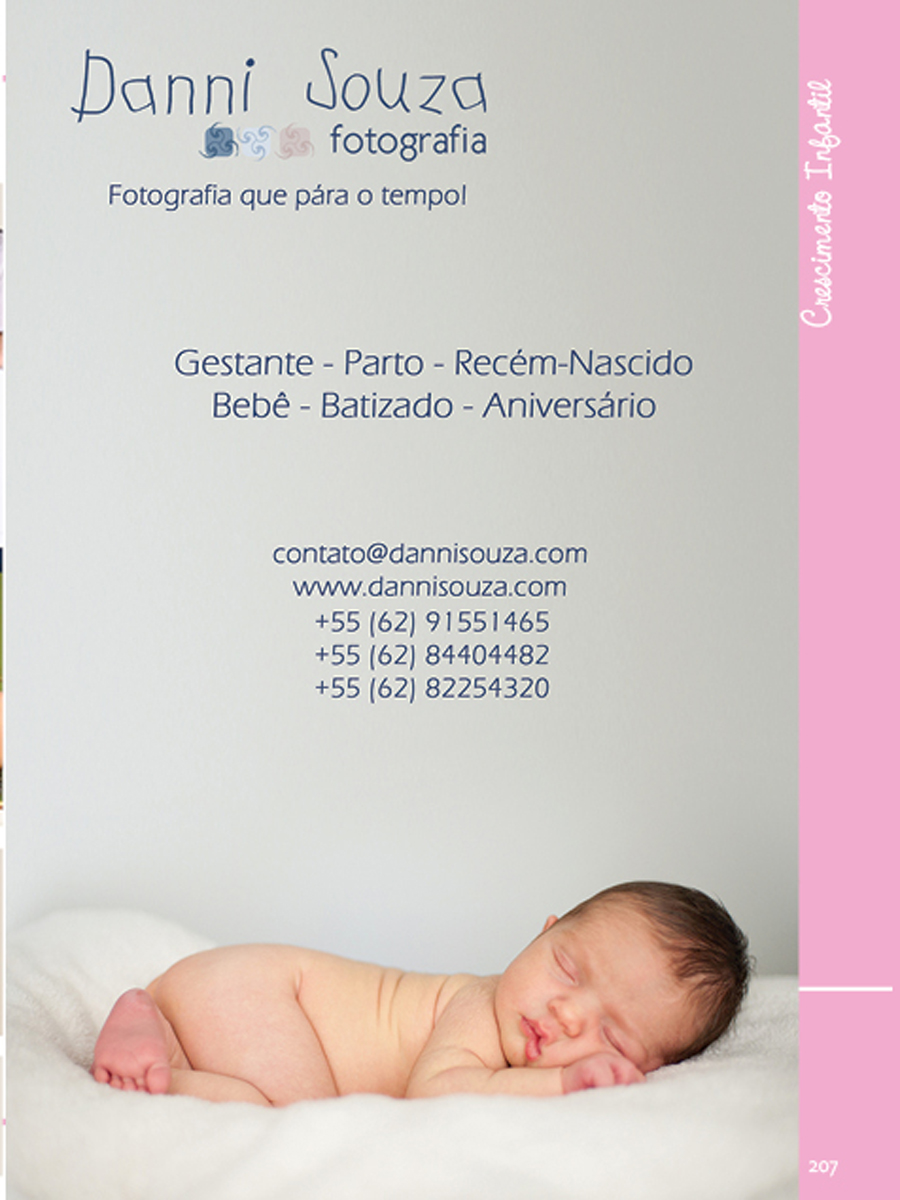 Danni Souza
fotografia
Fotografia que pára o tempo!
Gestante - Parto - Recém-Nascido
Bebê - Batizado - Aniversário
contato@dannisouza.com
www.dannisouza.com
+55 (62) 91551465
+55 (62) 84404482
+55 (62) 82254320
Crescimento Infantil
207